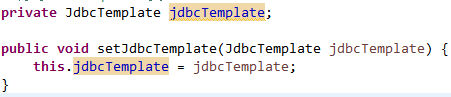 private JdbcTemplate jdbcTemplate;
public void setJdbcTemplate(JdbcTemplate jdbcTemplate) {
this.jdbcTemplate = jdbcTemplate;
}